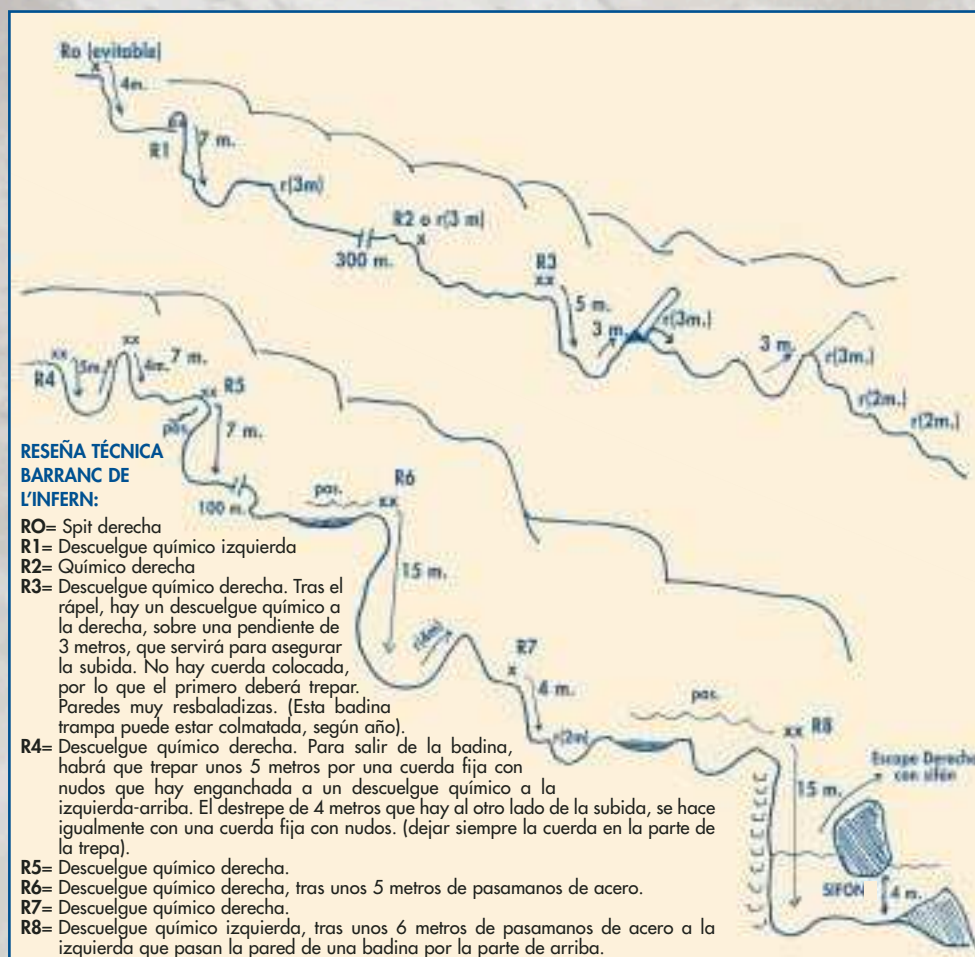 Ro (evitable)
4m.
R1
7 m.
r(3m)
300 m.
R2 o r(3 m)
R3
5 m.
3 m.
r(3m.)
3 m.
r(3m.)
r(2m.)
r(2m.)
R4
5m.
4m.
7 m.
R5
pas.
7 m.
100 m.
pas.
R6
15 m.
r(4m)
R7
4 m.
r(2m)
pas.
R8
15 m.
Escape Derecha
con sifón
SIFON
4 m.
RESEÑA TÉCNICA
BARRANC DE
L'INFERN:
RO= Spit derecha
R1= Descuelgue químico izquierda
R2= Químico derecha
R3= Descuelgue químico derecha. Tras el
rápel, hay un descuelgue químico a
la derecha, sobre una pendiente de
3 metros, que servirá para asegurar
la subida. No hay cuerda colocada,
por lo que el primero deberá trepar.
Paredes muy resbaladizas. (Esta badina
trampa puede estar colmatada, según año).
R4= Descuelgue químico derecha. Para salir de la badina,
habrá que trepar unos 5 metros por una cuerda fija con
nudos que hay enganchada a un descuelgue químico a la
izquierda-arriba. El destrepe de 4 metros que hay al otro lado de la subida, se hace
igualmente con una cuerda fija con nudos. (dejar siempre la cuerda en la parte de
la trepa).
R5= Descuelgue químico derecha.
R6= Descuelgue químico derecha, tras unos 5 metros de pasamanos de acero.
R7= Descuelgue químico derecha.
R8= Descuelgue químico izquierda, tras unos 6 metros de pasamanos de acero a la
izquierda que pasan la pared de una badina por la parte de arriba.